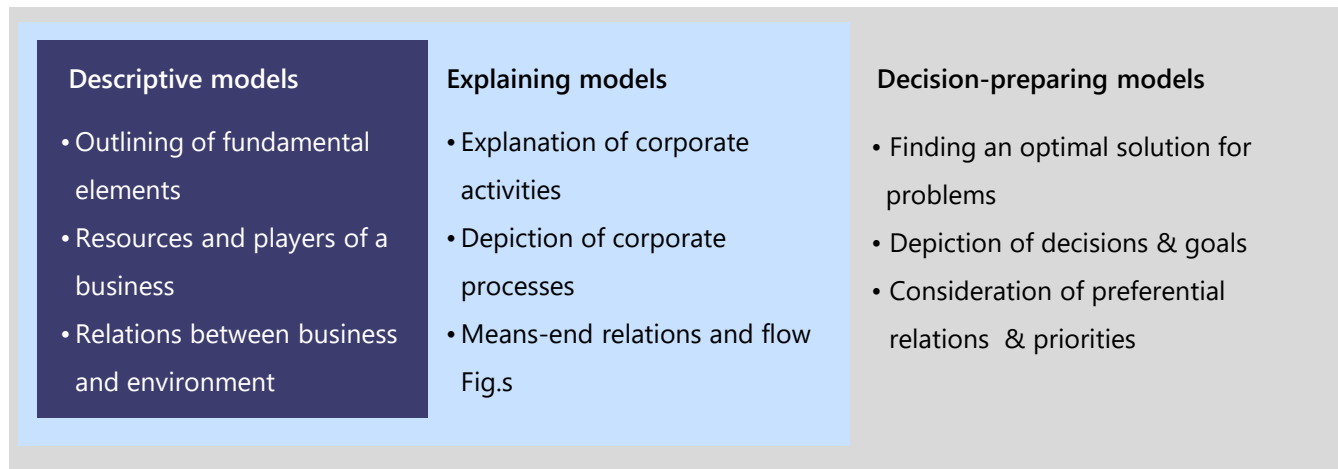 Descriptive models
• Outlining of fundamental
elements
• Resources and players of a
business
• Relations between business
and environment
Explaining models
• Explanation of corporate
activities
• Depiction of corporate
processes
• Means-end relations and flow
Fig.s
Decision-preparing models
• Finding an optimal solution for
problems
• Depiction of decisions & goals
• Consideration of preferential
relations & priorities